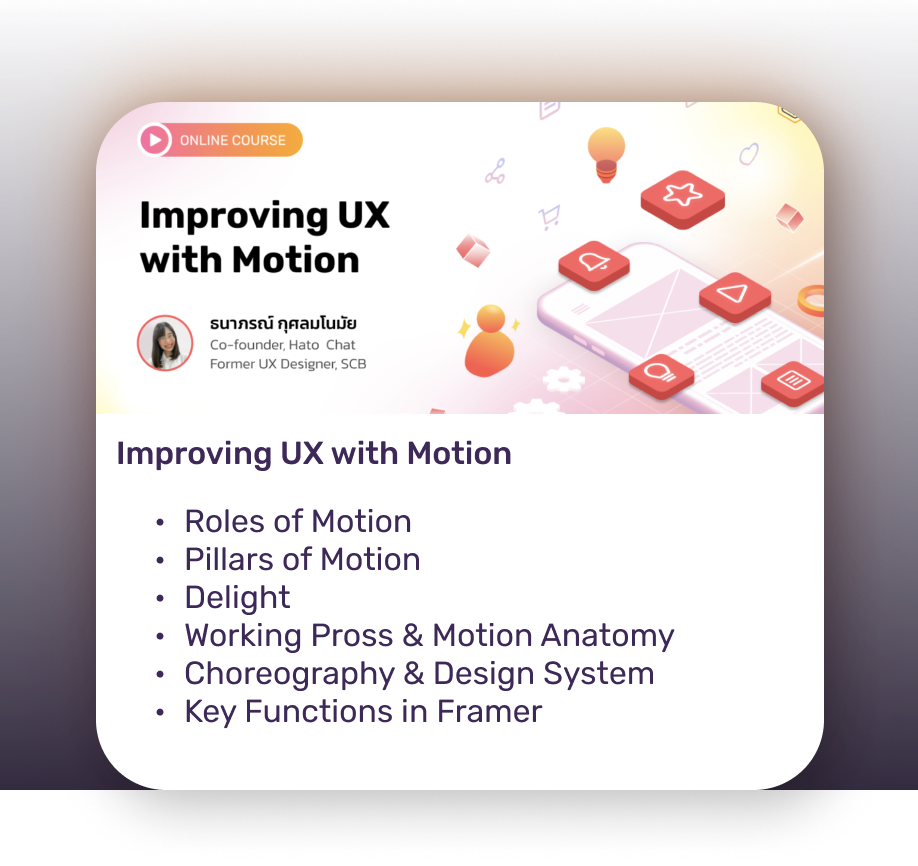 ONLINE COURSE
Improving UX
with Motion
ธนาภรณ์ กุศลมโนมัย
Co-founder, Hato Chat
Former UX Designer, SCB
Improving UX with Motion
• Roles of Motion
• Pillars of Motion
• Delight
• Working Pross & Motion Anatomy
• Choreography & Design System
• Key Functions in Framer